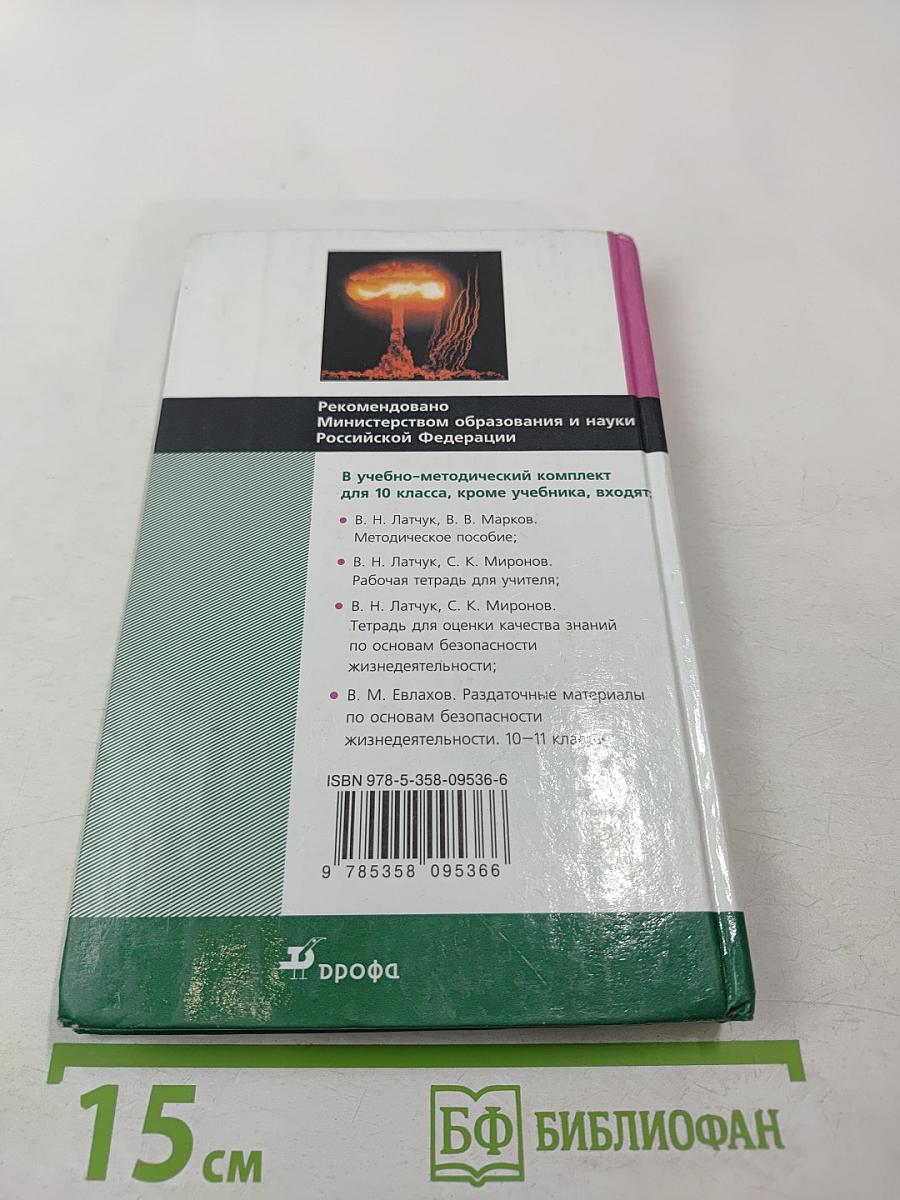 Рекомендовано
Министерством образования и науки
Российской Федерации
В учебно-методический комплект
для 10 класса, кроме учебника, входят:
• В. Н. Латчук, В. В. Марков.
Методическое пособие;
• В. Н. Латчук, С. К. Миронов.
Рабочая тетрадь для учителя;
• В. Н. Латчук, С. К. Миронов.
Тетрадь для оценки качества знаний
по основам безопасности
жизнедеятельности;
• В. М. Евлахов. Раздаточные материалы
по основам безопасности
жизнедеятельности. 10—11 классы
ISBN 978-5-358-09536-6
9 785358 095366
дрофа
15 см
БФ БИБЛИОФАН